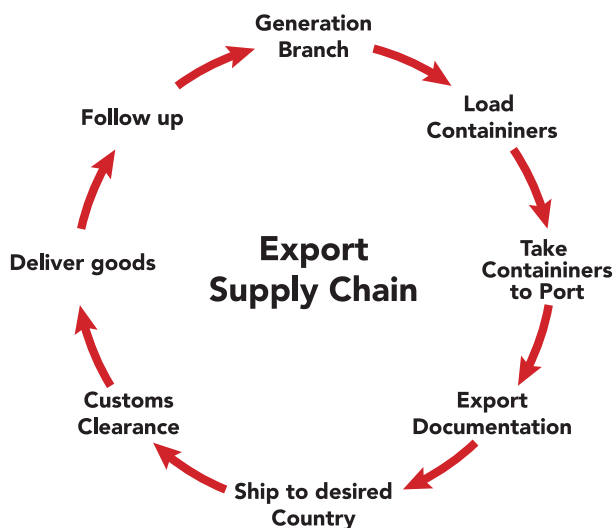 Generation
Branch
Load
Containiners
Take
Containiners
to Port
Export
Documentation
Ship to desired
Country
Customs
Clearance
Deliver goods
Follow up
Export
Supply Chain